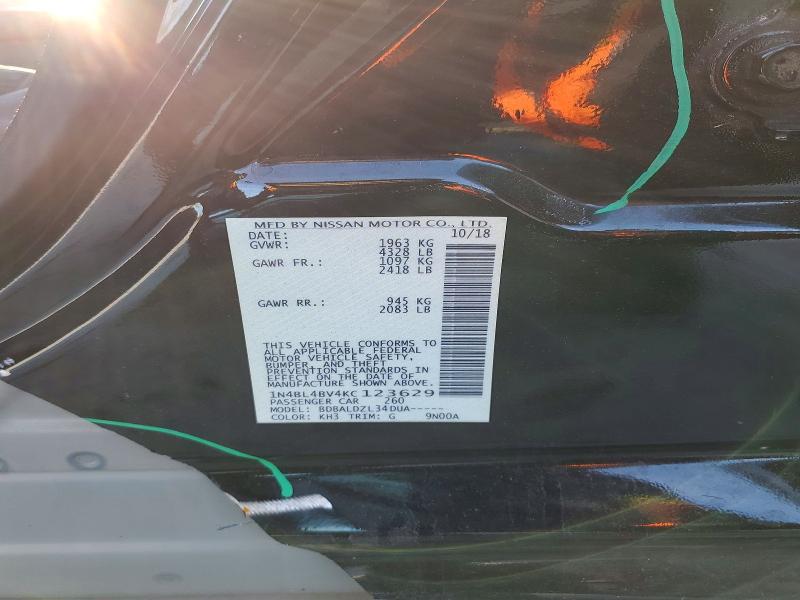 MFD BY NISSAN MOTOR CO., LTD.
DATE: 10/18
GVWR: 1963 KG
4328 LB
GAWR FR.: 1097 KG
2418 LB
GAWR RR.: 945 KG
2083 LB
THIS VEHICLE CONFORMS TO
ALL APPLICABLE FEDERAL
MOTOR VEHICLE SAFETY,
BUMPER, AND THEFT
PREVENTION STANDARDS IN
EFFECT ON THE DATE OF
MANUFACTURE SHOWN ABOVE.
1N4BL4BV4KC123629
PASSENGER CAR 260
MODEL: BDBALDZL34DUA-----
COLOR: KH3 TRIM: G 9N00A